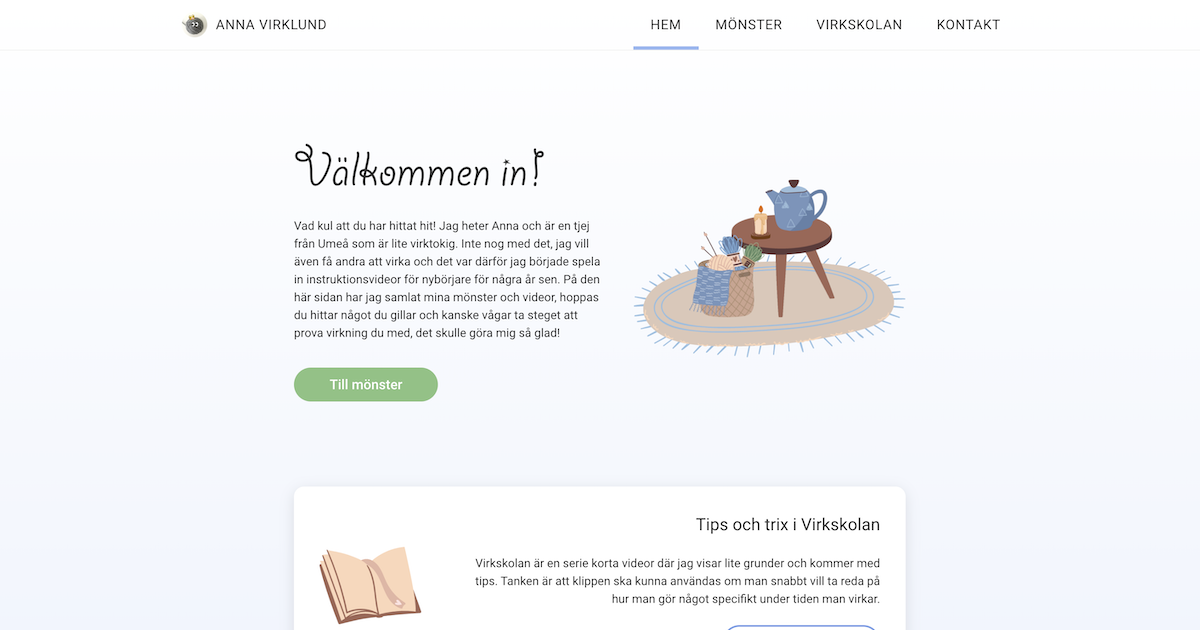 ANNA VIRKLUND
HEM
MÖNSTER
VIRKSKOLAN
KONTAKT
Välkommen in!
Vad kul att du har hittat hit! Jag heter Anna och är en tjej
från Umeå som är lite virktokig. Inte nog med det, jag vill
även få andra att virka och det var därför jag började spela
in instruktionsvideor för nybörjare för några år sen. På den
här sidan har jag samlat mina mönster och videor, hoppas
du hittar något du gillar och kanske vågar ta steget att
prova virkning du med, det skulle göra mig så glad!
Till mönster
Tips och trix i Virkskolan
Virkskolan är en serie korta videor där jag visar lite grunder och kommer med
tips. Tanken är att klippen ska kunna användas om man snabbt vill ta reda på
hur man gör något specifikt under tiden man virkar.